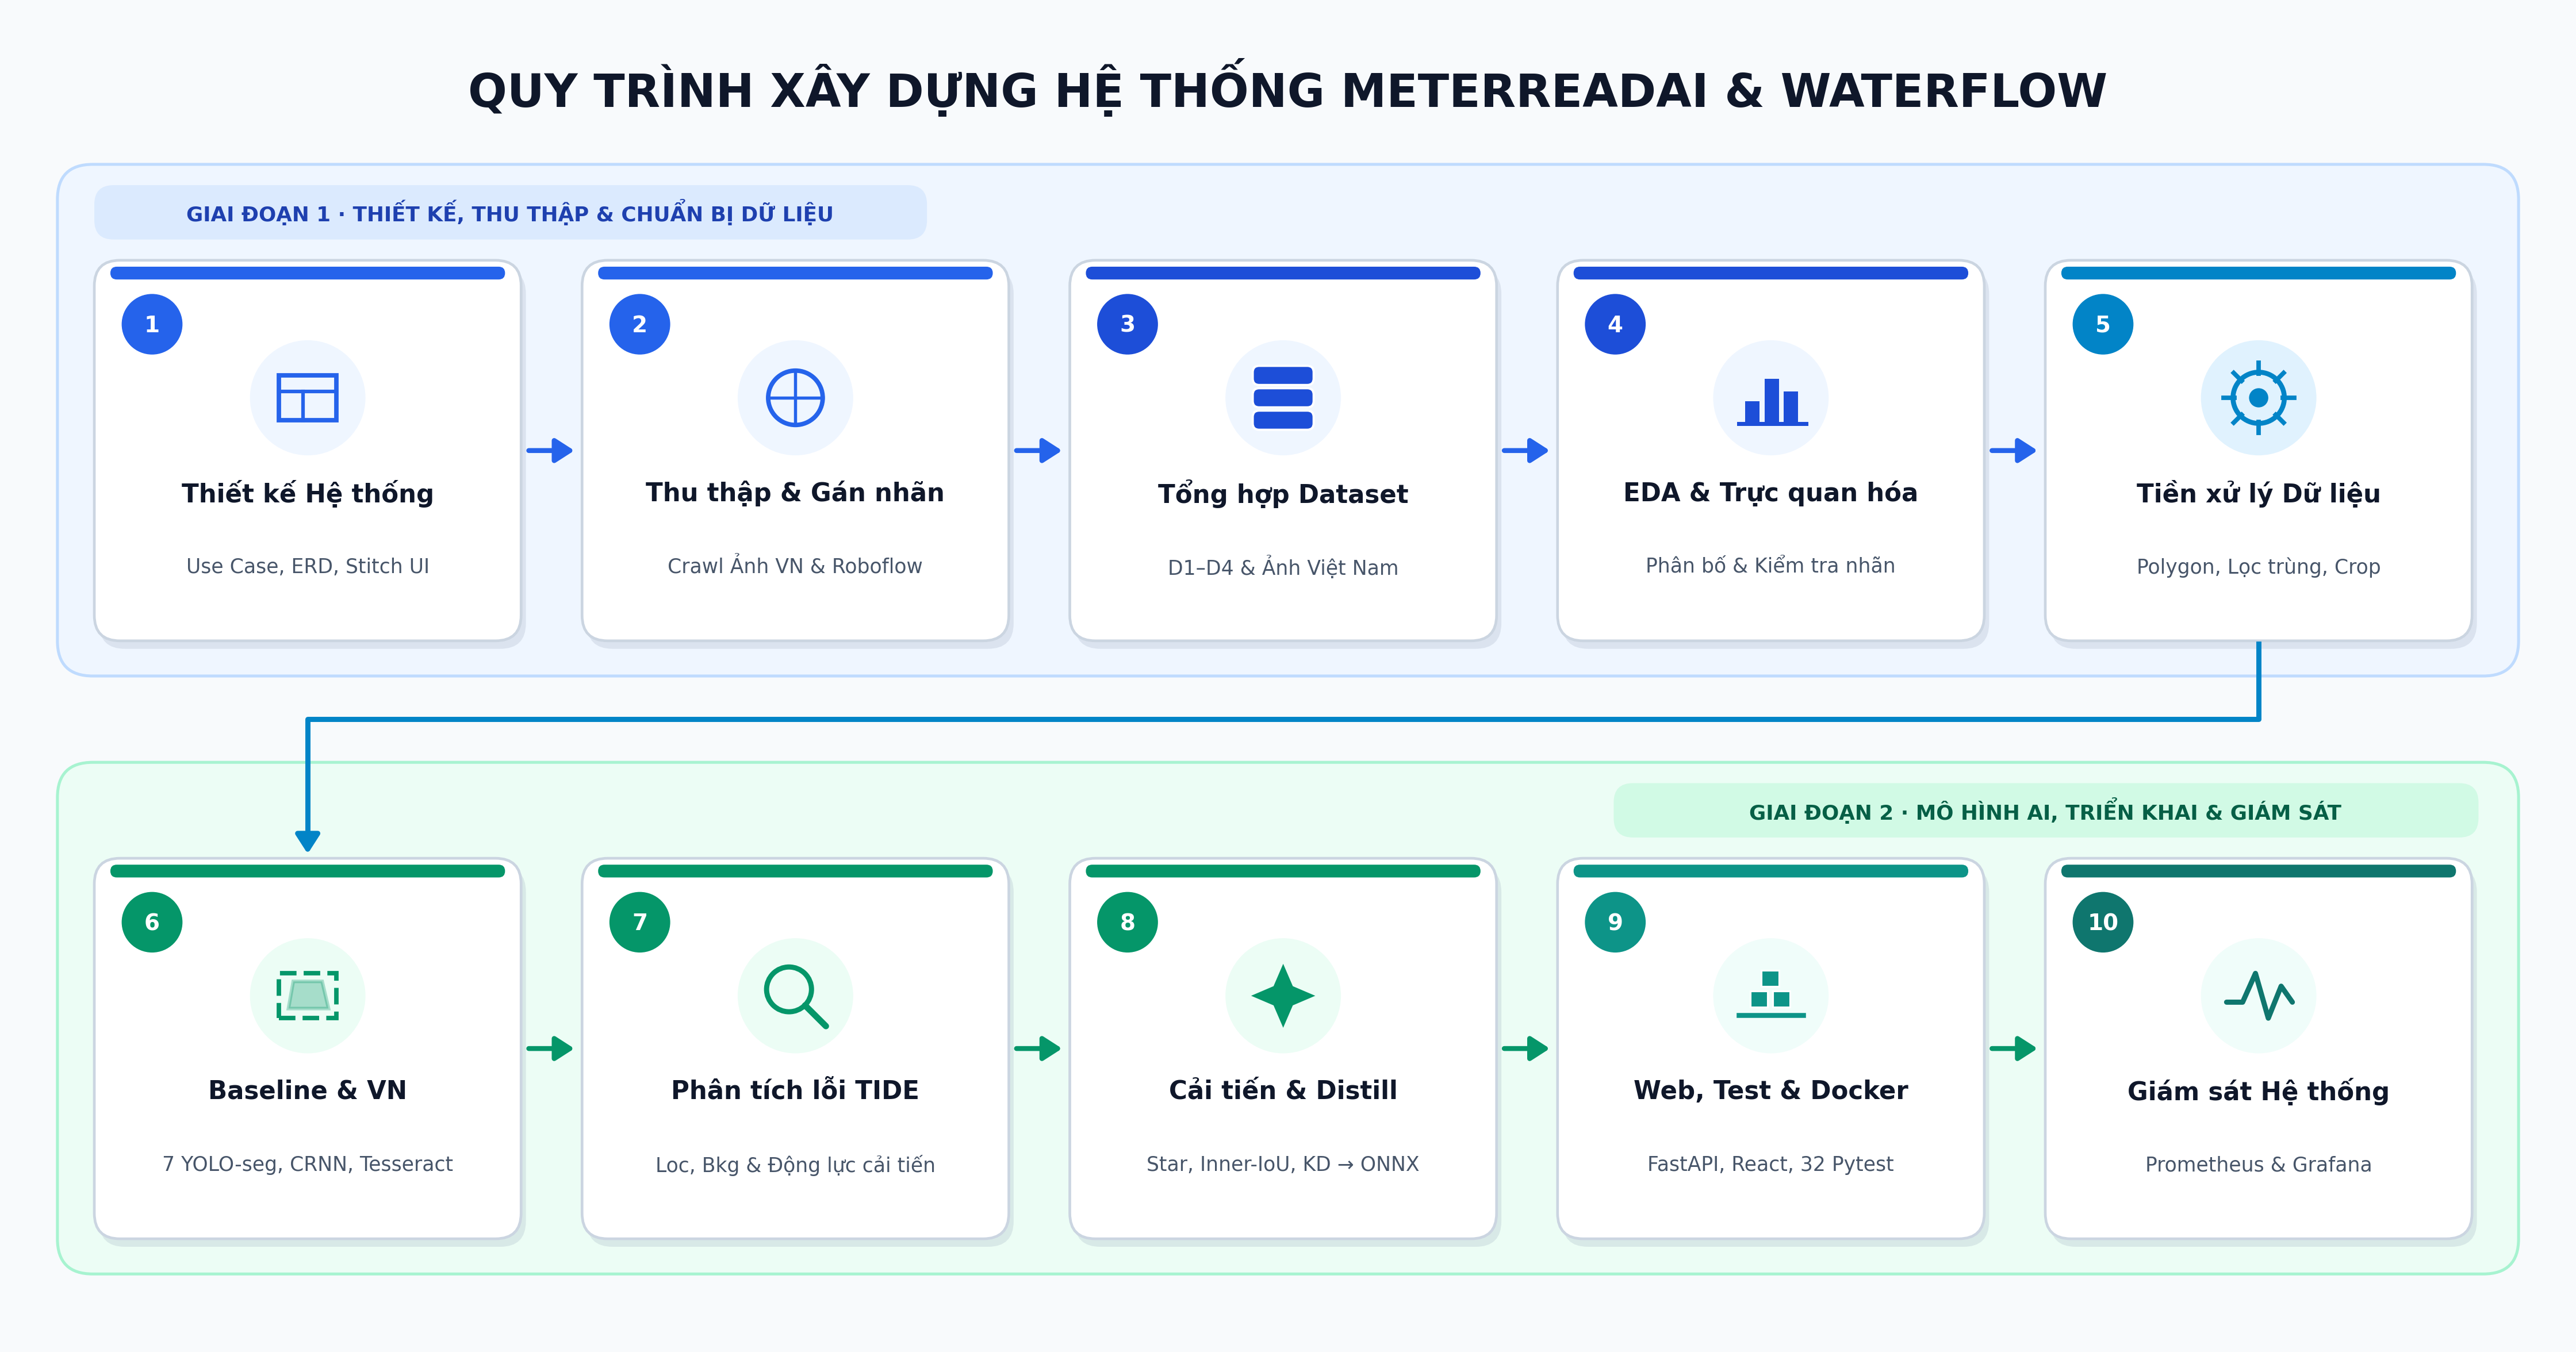 QUY TRÌNH XÂY DỰNG HỆ THỐNG METERREADAI & WATERFLOW
GIAI ĐOẠN 1 · THIẾT KẾ, THU THẬP & CHUẨN BỊ DỮ LIỆU
1
Thiết kế Hệ thống
Use Case, ERD, Stitch UI
2
Thu thập & Gán nhãn
Crawl Ảnh VN & Roboflow
3
Tổng hợp Dataset
D1–D4 & Ảnh Việt Nam
4
EDA & Trực quan hóa
Phân bố & Kiểm tra nhãn
5
Tiền xử lý Dữ liệu
Polygon, Lọc trùng, Crop
GIAI ĐOẠN 2 · MÔ HÌNH AI, TRIỂN KHAI & GIÁM SÁT
6
Baseline & VN
7 YOLO-seg, CRNN, Tesseract
7
Phân tích lỗi TIDE
Loc, Bkg & Động lực cải tiến
8
Cải tiến & Distill
Star, Inner-IoU, KD → ONNX
9
Web, Test & Docker
FastAPI, React, 32 Pytest
10
Giám sát Hệ thống
Prometheus & Grafana